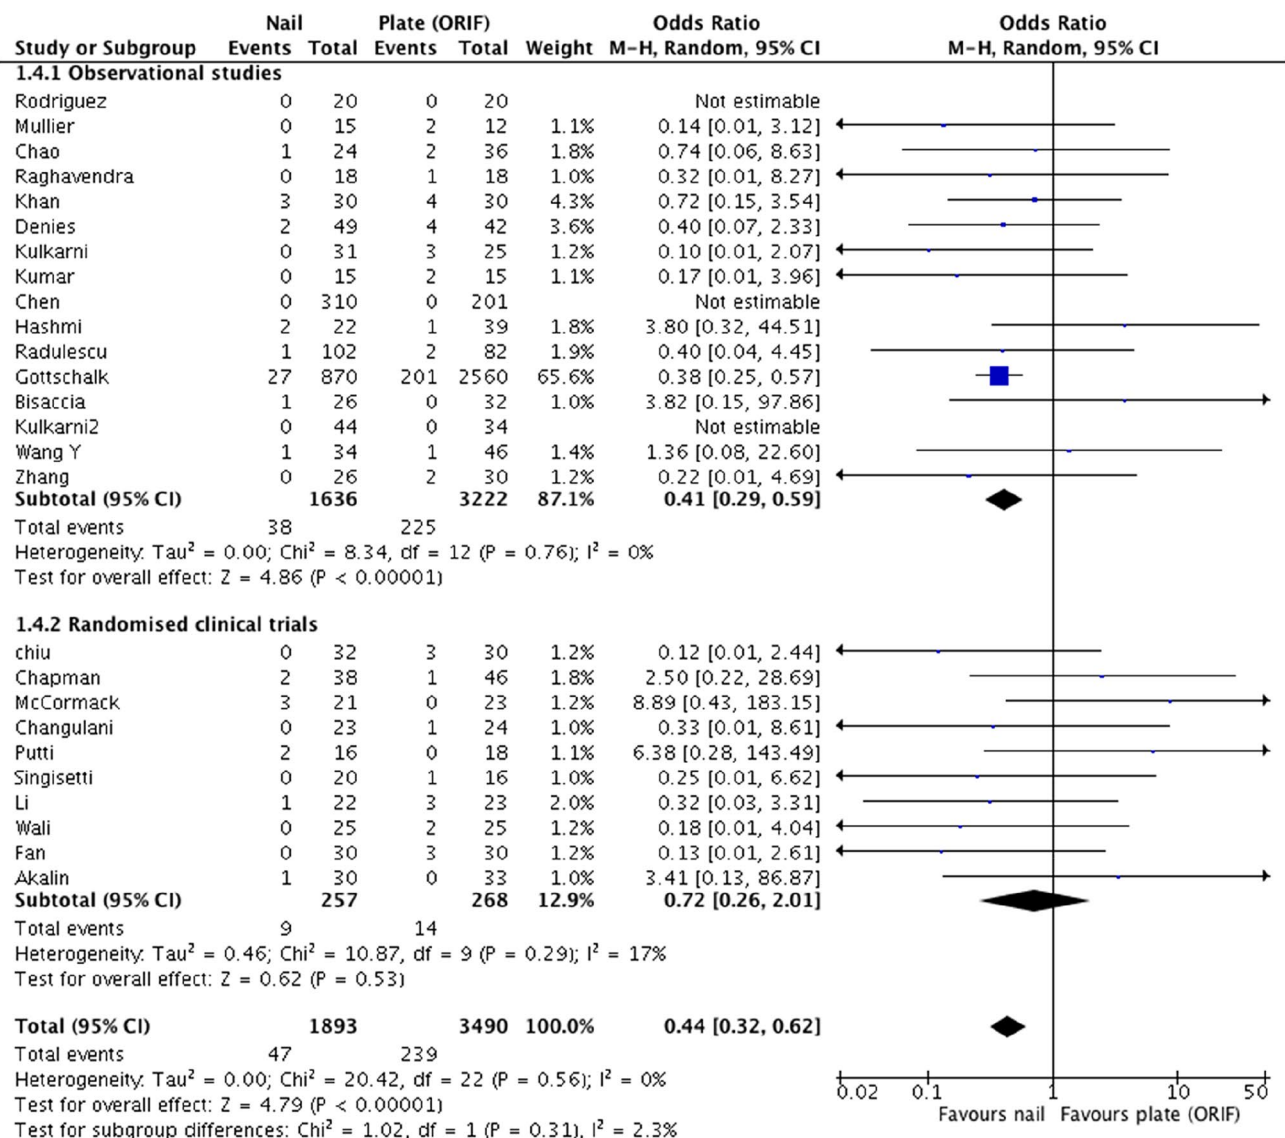 Nail Plate (ORIF) Odds Ratio Odds Ratio
Study or Subgroup Events Total Events Total Weight M-H, Random, 95% CI M-H, Random, 95% CI
1.4.1 Observational studies
Rodriguez 0 20 0 20 Not estimable
Mullier 0 15 2 12 1.1% 0.14 [0.01, 3.12]
Chao 1 24 2 36 1.8% 0.74 [0.06, 8.63]
Raghavendra 0 18 1 18 1.0% 0.32 [0.01, 8.27]
Khan 3 30 4 30 4.3% 0.72 [0.15, 3.54]
Denies 2 49 4 42 3.6% 0.40 [0.07, 2.33]
Kulkarni 0 31 3 25 1.2% 0.10 [0.01, 2.07]
Kumar 0 15 2 15 1.1% 0.17 [0.01, 3.96]
Chen 0 310 0 201 Not estimable
Hashmi 2 22 1 39 1.8% 3.80 [0.32, 44.51]
Radulescu 1 102 2 82 1.9% 0.40 [0.04, 4.45]
Gottschalk 27 870 201 2560 65.6% 0.38 [0.25, 0.57]
Bisaccia 1 26 0 32 1.0% 3.82 [0.15, 97.86]
Kulkarni2 0 44 0 34 Not estimable
Wang Y 1 34 1 46 1.4% 1.36 [0.08, 22.60]
Zhang 0 26 2 30 1.2% 0.22 [0.01, 4.69]
Subtotal (95% CI) 1636 3222 87.1% 0.41 [0.29, 0.59]
Total events 38 225
Heterogeneity: Tau² = 0.00; Chi² = 8.34, df = 12 (P = 0.76); I² = 0%
Test for overall effect: Z = 4.86 (P < 0.00001)
1.4.2 Randomised clinical trials
chiu 0 32 3 30 1.2% 0.12 [0.01, 2.44]
Chapman 2 38 1 46 1.8% 2.50 [0.22, 28.69]
McCormack 3 21 0 23 1.2% 8.89 [0.43, 183.15]
Changulani 0 23 1 24 1.0% 0.33 [0.01, 8.61]
Putti 2 16 0 18 1.1% 6.38 [0.28, 143.49]
Singisetti 0 20 1 16 1.0% 0.25 [0.01, 6.62]
Li 1 22 3 23 2.0% 0.32 [0.03, 3.31]
Wali 0 25 2 25 1.2% 0.18 [0.01, 4.04]
Fan 0 30 3 30 1.2% 0.13 [0.01, 2.61]
Akalin 1 30 0 33 1.0% 3.41 [0.13, 86.87]
Subtotal (95% CI) 257 268 12.9% 0.72 [0.26, 2.01]
Total events 9 14
Heterogeneity: Tau² = 0.46; Chi² = 10.87, df = 9 (P = 0.29); I² = 17%
Test for overall effect: Z = 0.62 (P = 0.53)
Total (95% CI) 1893 3490 100.0% 0.44 [0.32, 0.62]
Total events 47 239
Heterogeneity: Tau² = 0.00; Chi² = 20.42, df = 22 (P = 0.56); I² = 0%
Test for overall effect: Z = 4.79 (P < 0.00001)
Test for subgroup differences: Chi² = 1.02, df = 1 (P = 0.31), I² = 2.3%
0.02 0.1 1 10 50
Favours nail Favours plate (ORIF)